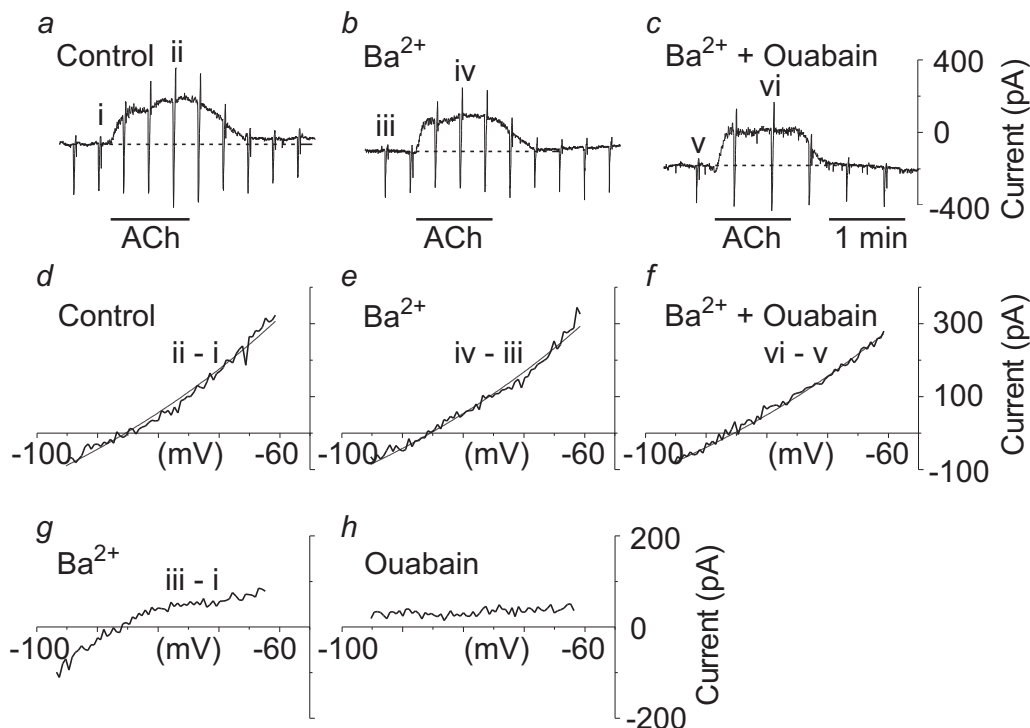 a
Control
i
ii
ACh
b
Ba²⁺
iii
iv
ACh
c
Ba²⁺ + Ouabain
v
vi
ACh
1 min
400
0
-400
Current (pA)
d
Control
ii - i
-100
(mV)
-60
e
Ba²⁺
iv - iii
-100
(mV)
-60
f
Ba²⁺ + Ouabain
vi - v
-100
(mV)
-60
300
100
-100
Current (pA)
g
Ba²⁺
iii - i
-100
(mV)
-60
h
Ouabain
-100
(mV)
-60
200
0
-200
Current (pA)